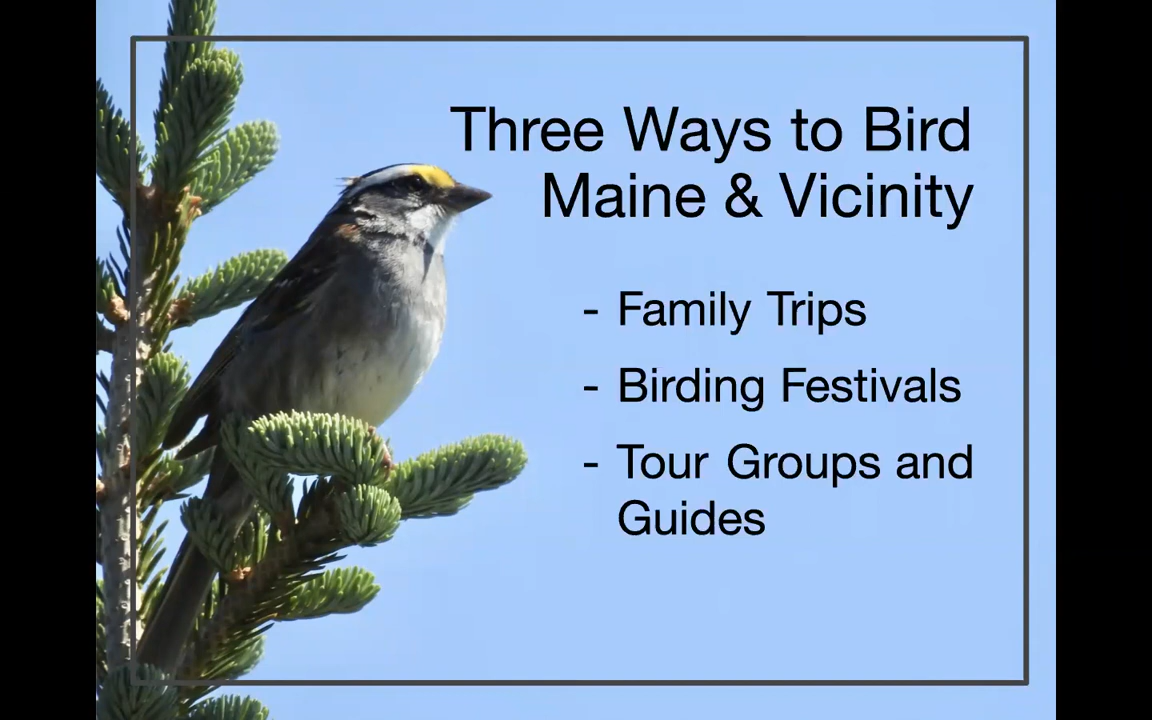 Three Ways to Bird
Maine & Vicinity
- Family Trips
- Birding Festivals
- Tour Groups and
Guides